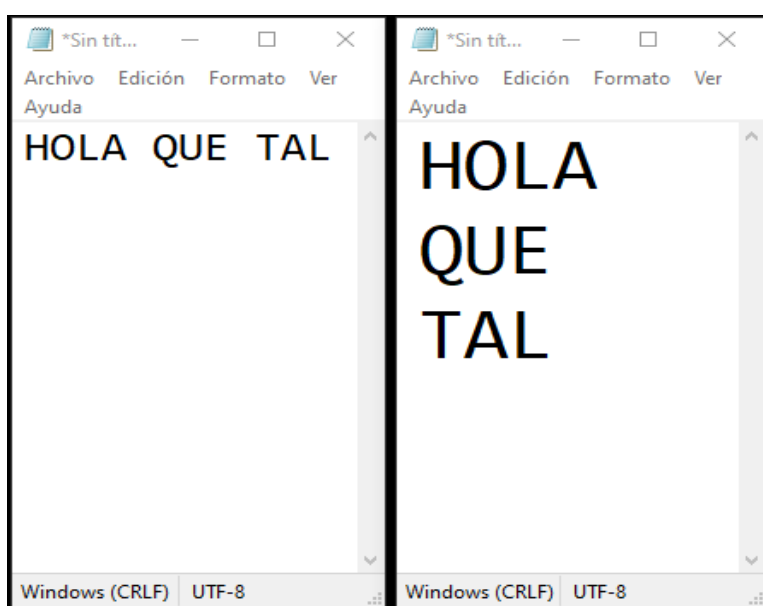 *Sin tít...
Archivo Edición Formato Ver
Ayuda
HOLA QUE TAL
Windows (CRLF) UTF-8
*Sin tít...
Archivo Edición Formato Ver
Ayuda
HOLA
QUE
TAL
Windows (CRLF) UTF-8